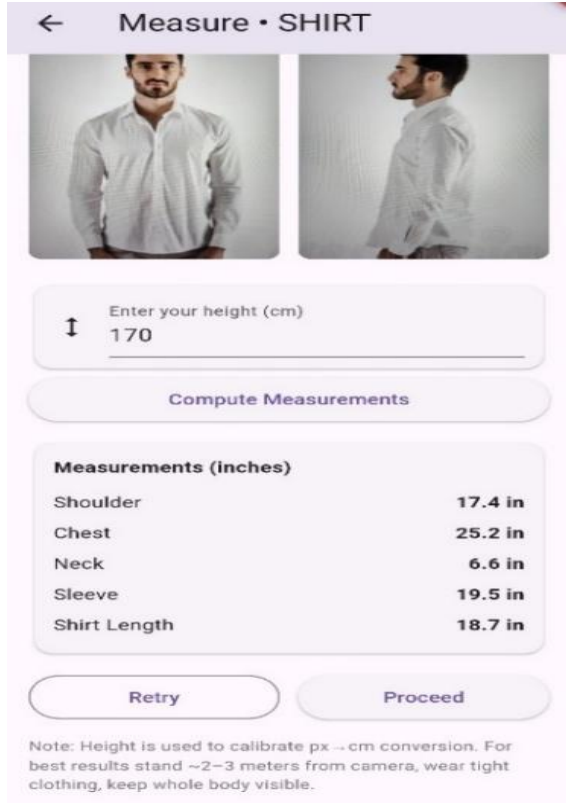 Measure • SHIRT
Enter your height (cm)
170
Compute Measurements
Measurements (inches)
Shoulder 17.4 in
Chest 25.2 in
Neck 6.6 in
Sleeve 19.5 in
Shirt Length 18.7 in
Retry Proceed
Note: Height is used to calibrate px→cm conversion. For
best results stand ~2–3 meters from camera, wear tight
clothing, keep whole body visible.